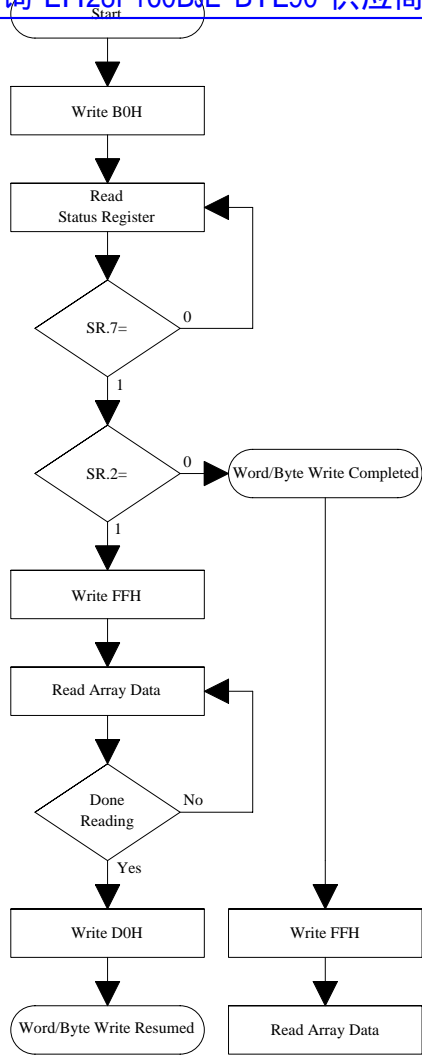 Start
Write B0H
Read
Status Register
SR.7=
0
1
SR.2=
0
Word/Byte Write Completed
1
Write FFH
Read Array Data
Done
Reading
No
Yes
Write D0H
Write FFH
Word/Byte Write Resumed
Read Array Data